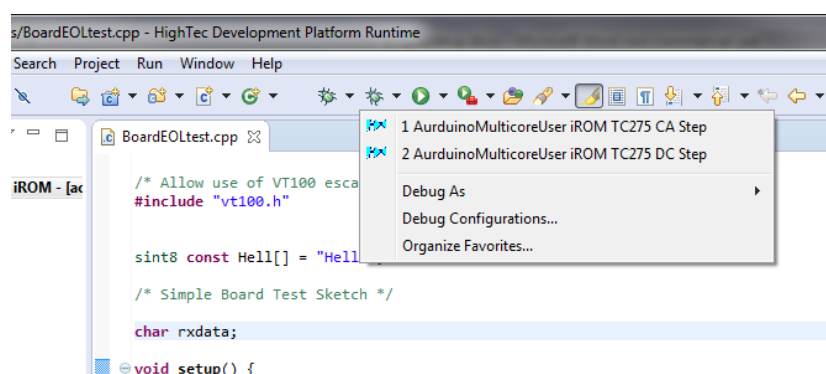 s/BoardEOLtest.cpp - HighTec Development Platform Runtime
Search Project Run Window Help
BoardEOLtest.cpp
1 AurduinoMulticoreUser iROM TC275 CA Step
2 AurduinoMulticoreUser iROM TC275 DC Step
Debug As
Debug Configurations...
Organize Favorites...
iROM - [ac
/* Allow use of VT100 esca
#include "vt100.h"
sint8 const Hell[] = "Hell
/* Simple Board Test Sketch */
char rxdata;
void setup() {